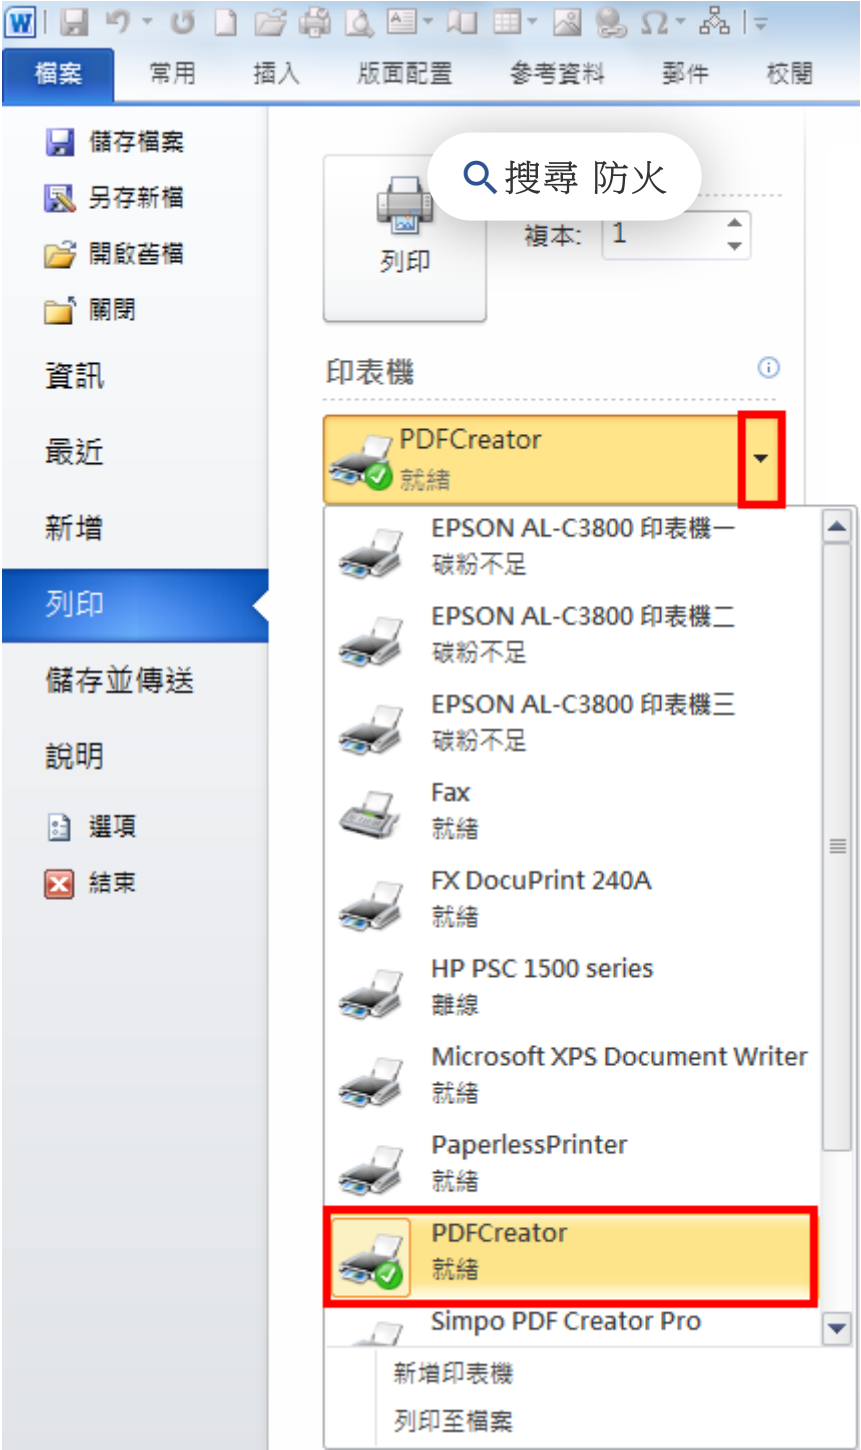 檔案 常用 插入 版面配置 參考資料 郵件 校閱
儲存檔案
另存新檔
開啟舊檔
關閉
資訊
最近
新增
列印
儲存並傳送
說明
選項
結束
搜尋 防火
列印
複本: 1
印表機
PDFCreator
就緒
EPSON AL-C3800 印表機一
碳粉不足
EPSON AL-C3800 印表機二
碳粉不足
EPSON AL-C3800 印表機三
碳粉不足
Fax
就緒
FX DocuPrint 240A
就緒
HP PSC 1500 series
離線
Microsoft XPS Document Writer
就緒
PaperlessPrinter
就緒
PDFCreator
就緒
Simpo PDF Creator Pro
新增印表機
列印至檔案